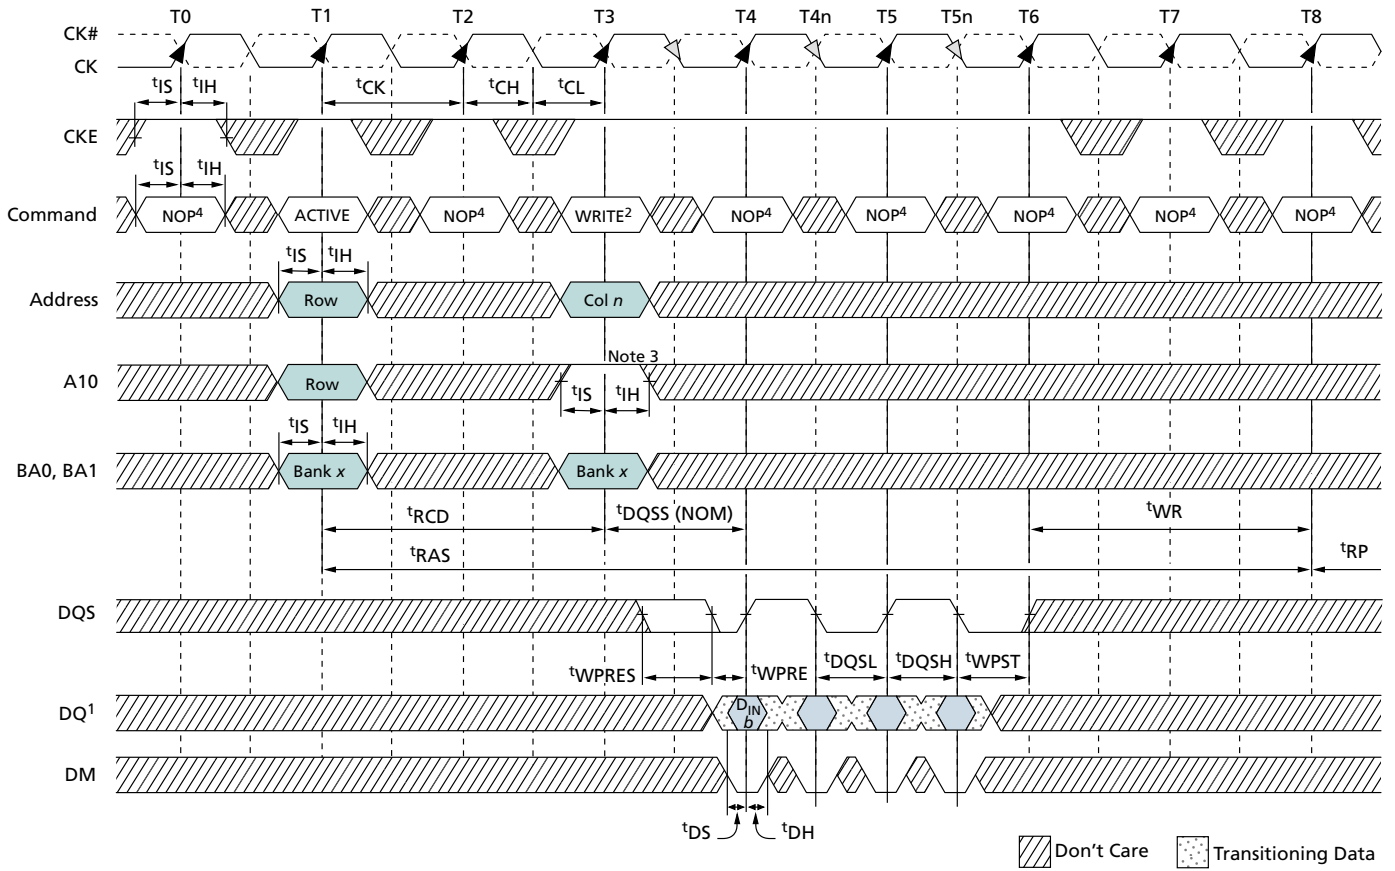 T0 T1 T2 T3 T4 T4n T5 T5n T6 T7 T8
CK#
CK
tIS tIH tCK tCH tCL
CKE
tIS tIH
Command NOP4 ACTIVE NOP4 WRITE2 NOP4 NOP4 NOP4 NOP4 NOP4
tIS tIH
Address Row Col n
Note 3
A10 Row
tIS tIH
tIS tIH
BA0, BA1 Bank x Bank x
tRCD tDQSS (NOM) tWR
tRAS tRP
DQS
tWPRES tWPRE tDQSL tDQSH tWPST
DQ1 DIN
b
DM
tDS tDH
Don't Care Transitioning Data